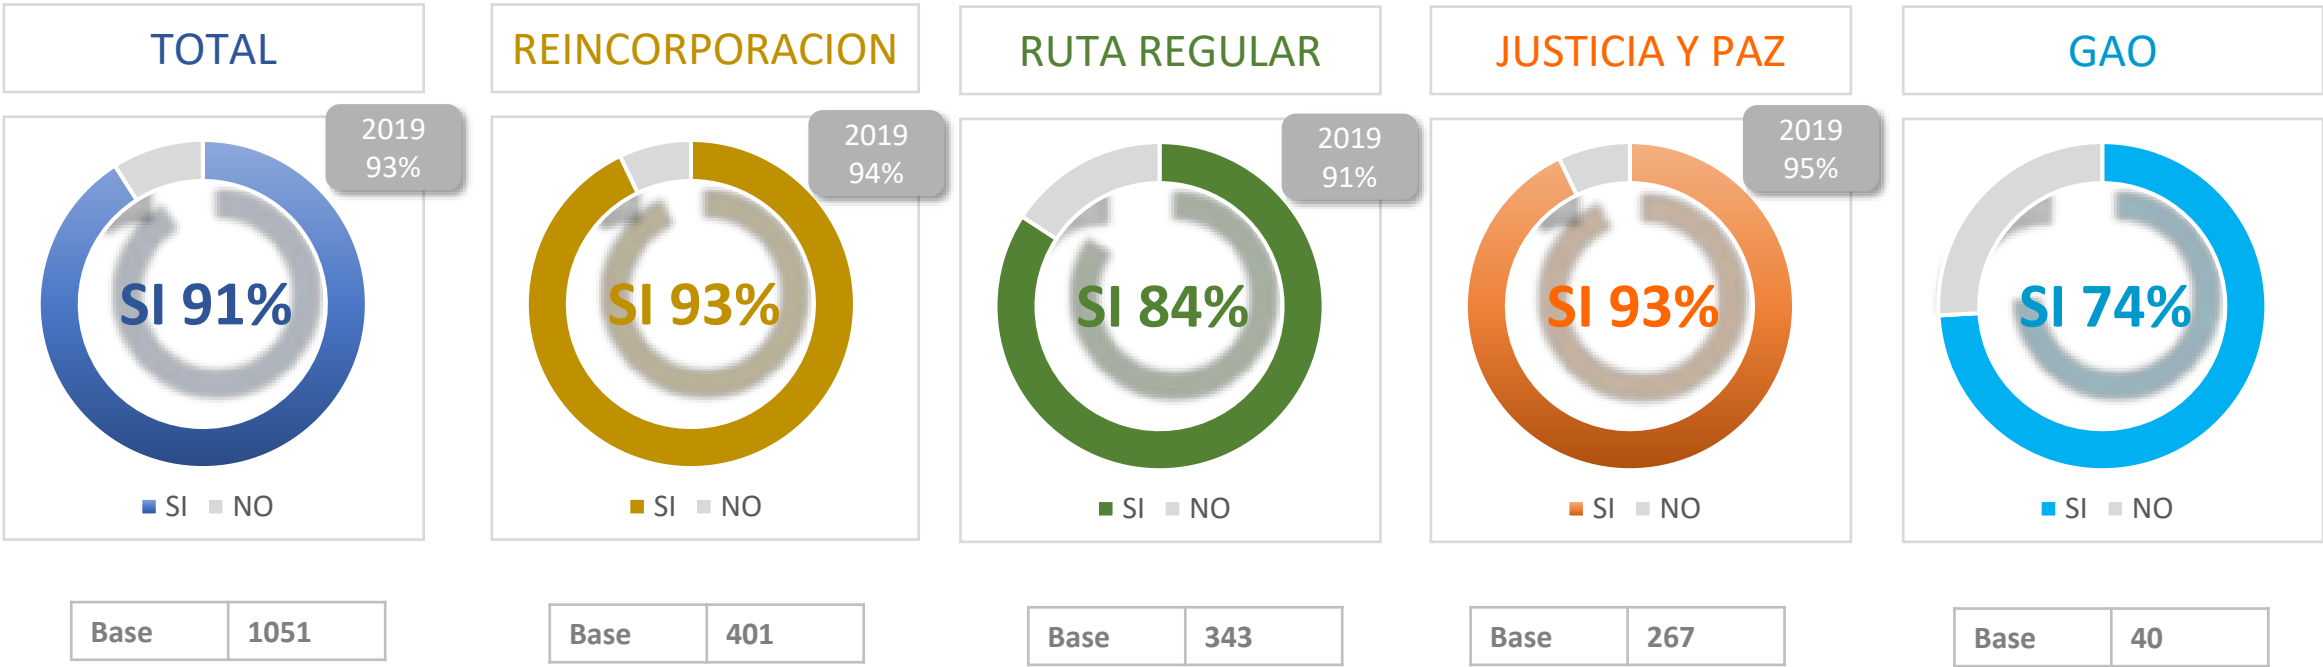 TOTAL
2019
93%
SI 91%
SI NO
Base 1051
REINCORPORACION
2019
94%
SI 93%
SI NO
Base 401
RUTA REGULAR
2019
91%
SI 84%
SI NO
Base 343
JUSTICIA Y PAZ
2019
95%
SI 93%
SI NO
Base 267
GAO
SI 74%
SI NO
Base 40